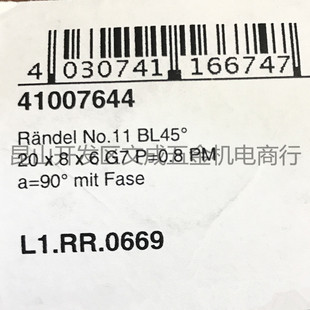 4 030741 166747
41007644
Rändel No.11 BL45°
20 x 8 x 6 G7 P=0.8 PM
昆山开发区文成五金机电商行
a=90° mit Fase
L1.RR.0669